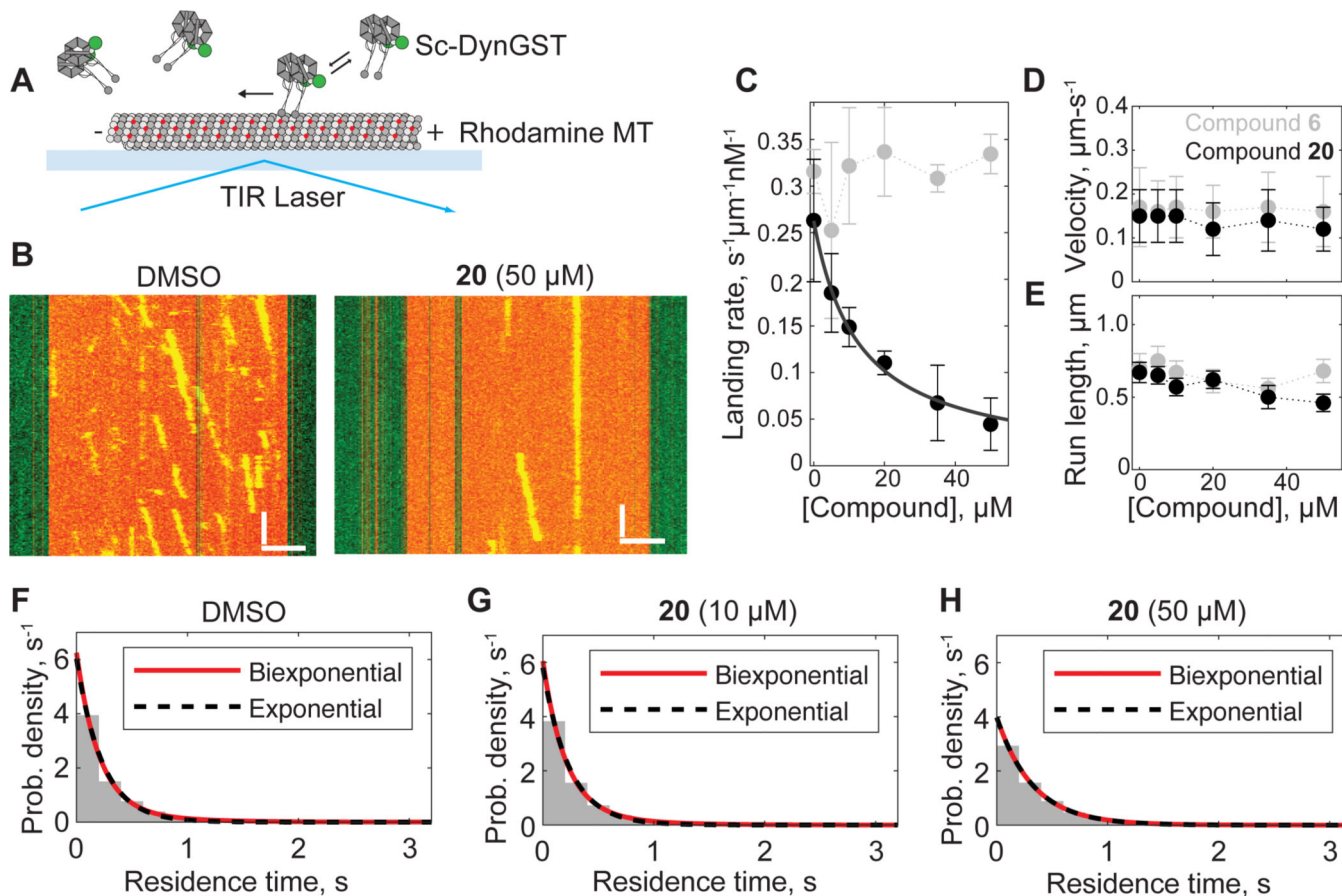 A
Sc-DynGST
-
+
Rhodamine MT
TIR Laser
B
DMSO
20 (50 µM)
C
Landing rate, s⁻¹µm⁻¹nM⁻¹
0.35
0.3
0.25
0.2
0.15
0.1
0.05
0
0 20 40
[Compound], µM
D
Velocity, µm-s⁻¹
0.4
0.3
0.2
0.1
0
Compound 6
Compound 20
E
Run length, µm
1.0
0.5
0
0 20 40
[Compound], µM
F
DMSO
Prob. density, s⁻¹
6
4
2
0
Biexponential
Exponential
0 1 2 3
Residence time, s
G
20 (10 µM)
Prob. density, s⁻¹
6
4
2
0
Biexponential
Exponential
0 1 2 3
Residence time, s
H
20 (50 µM)
Prob. density, s⁻¹
6
4
2
0
Biexponential
Exponential
0 1 2 3
Residence time, s